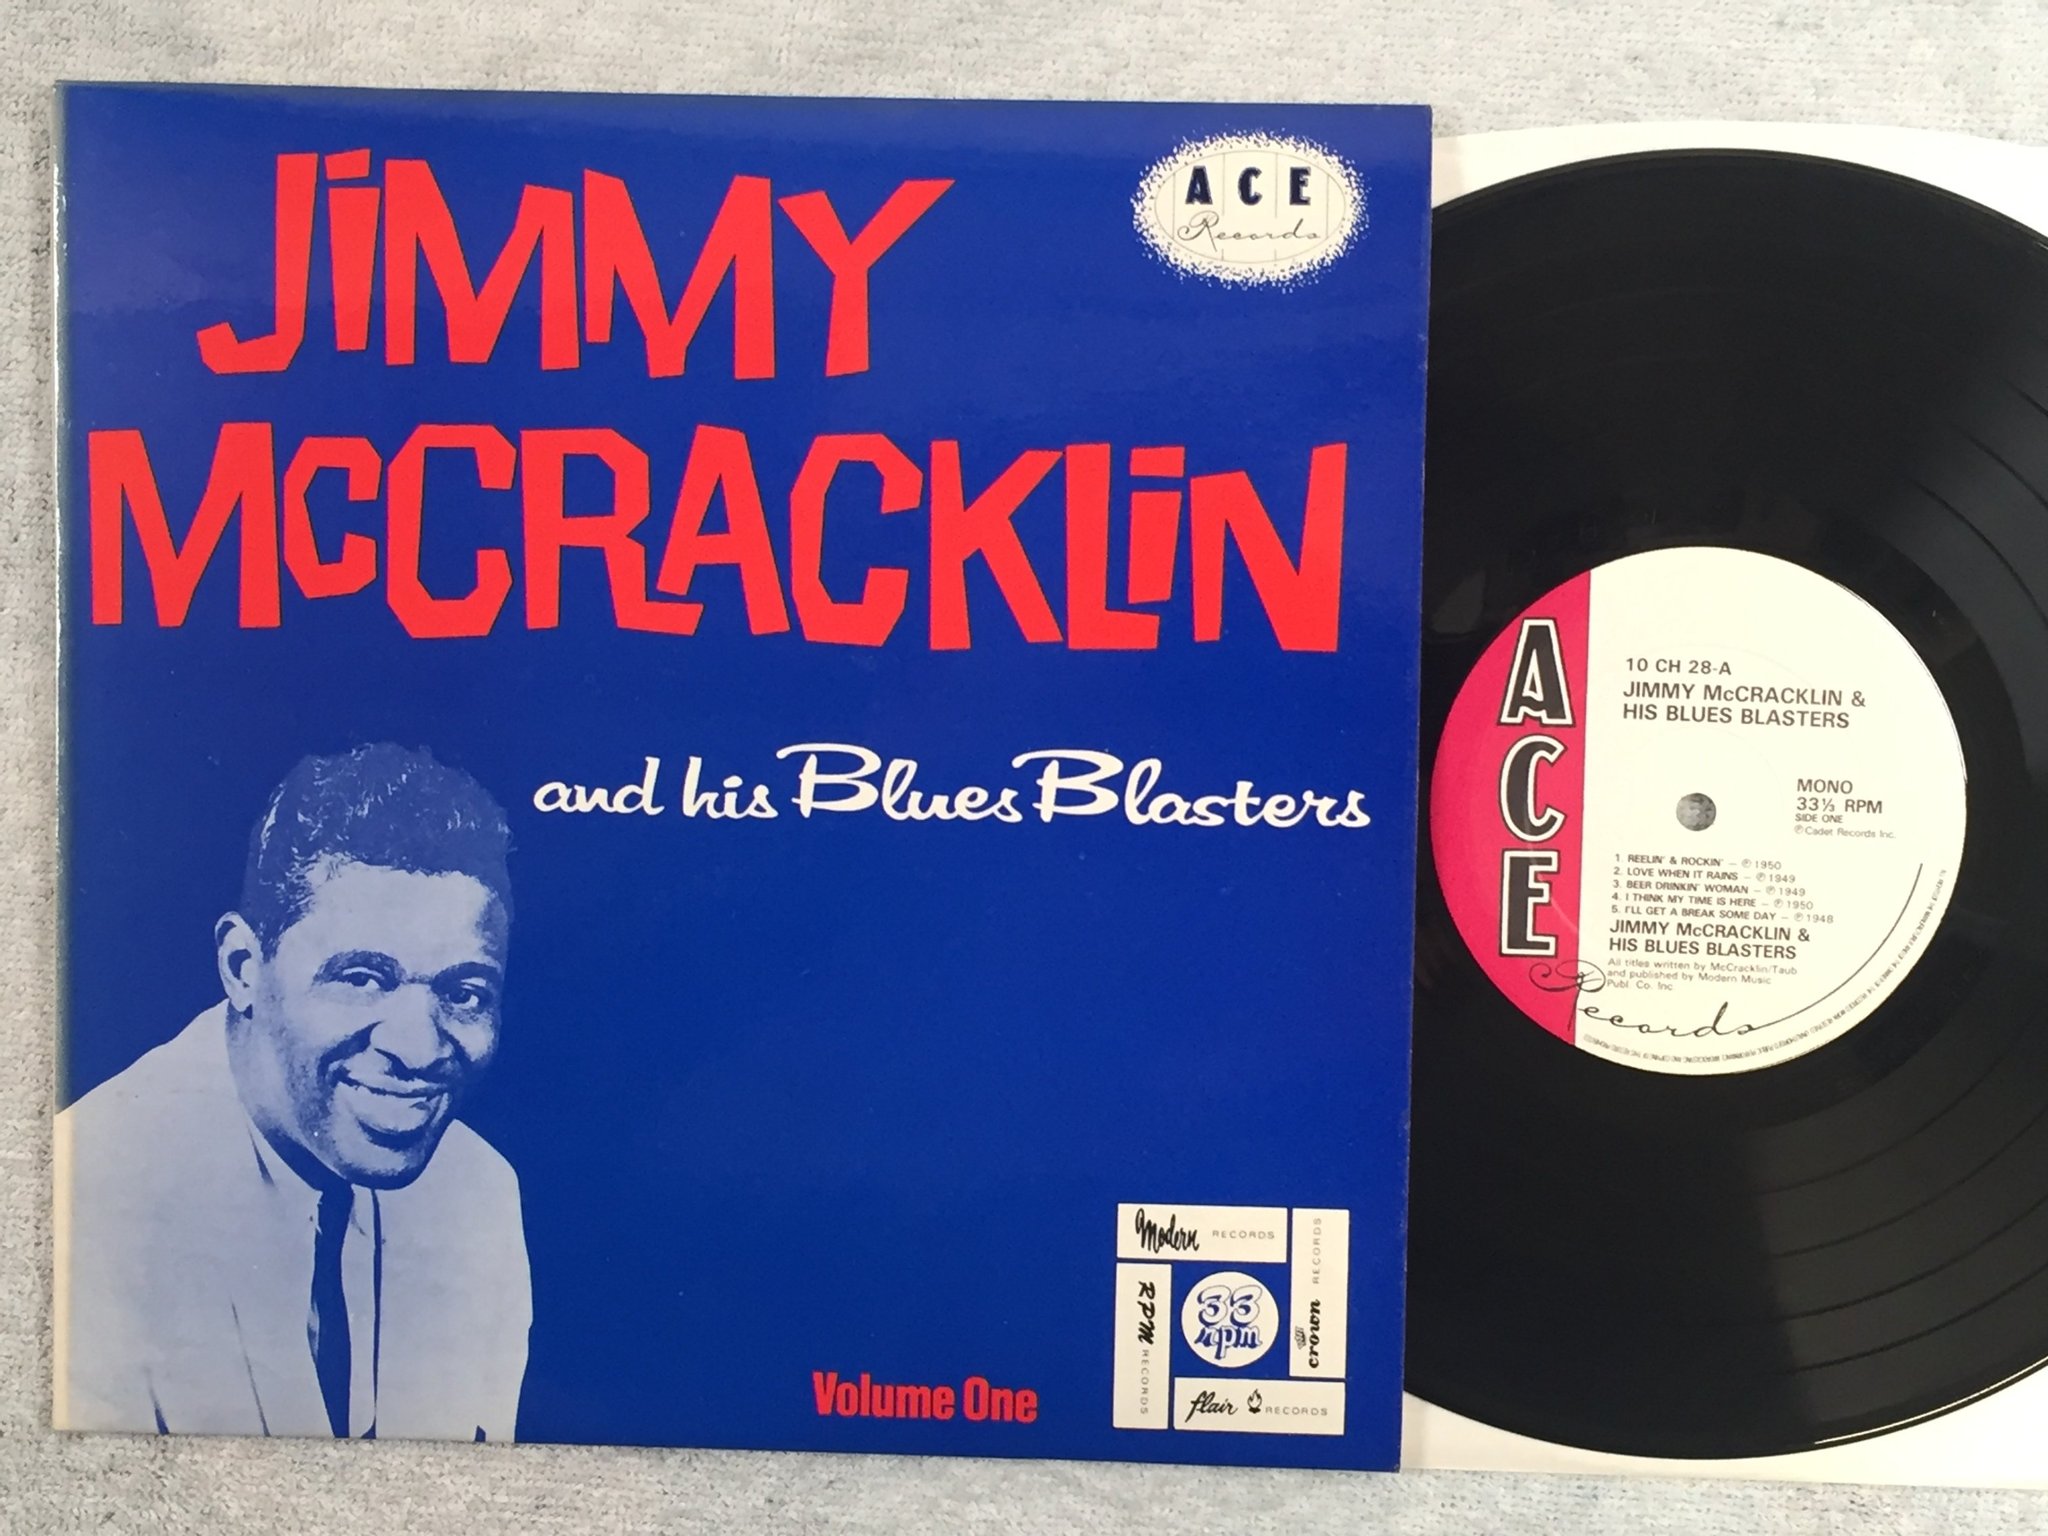 JIMMY
McCRACKLIN
and his Blues Blasters
ACE
Records
Volume One
Modern RECORDS
RPM RECORDS
33
rpm
the crown RECORDS
flair RECORDS
ACE
Records
10 CH 28-A
JIMMY McCRACKLIN &
HIS BLUES BLASTERS
MONO
33⅓ RPM
SIDE ONE
℗ Cadet Records Inc.
1. REELIN' & ROCKIN' – ℗ 1950
2. LOVE WHEN IT RAINS – ℗ 1949
3. BEER DRINKIN' WOMAN – ℗ 1949
4. I THINK MY TIME IS HERE – ℗ 1950
5. I'LL GET A BREAK SOME DAY – ℗ 1948
JIMMY McCRACKLIN &
HIS BLUES BLASTERS
All titles written by McCracklin/Taub
and published by Modern Music
Publ. Co. Inc